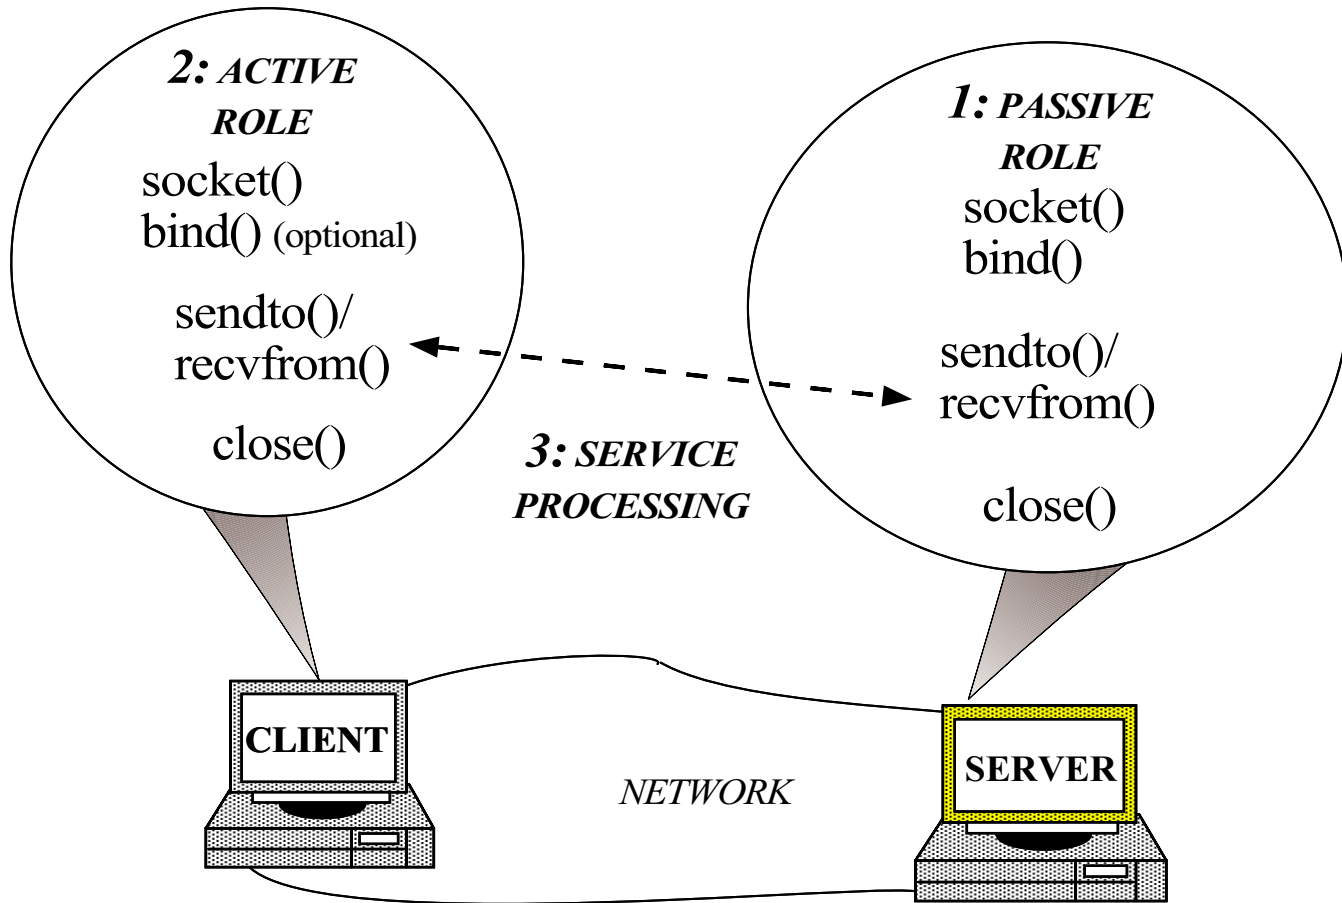 2: ACTIVE
ROLE
socket()
bind() (optional)
sendto()/
recvfrom()
close()
1: PASSIVE
ROLE
socket()
bind()
sendto()/
recvfrom()
close()
3: SERVICE
PROCESSING
CLIENT
NETWORK
SERVER